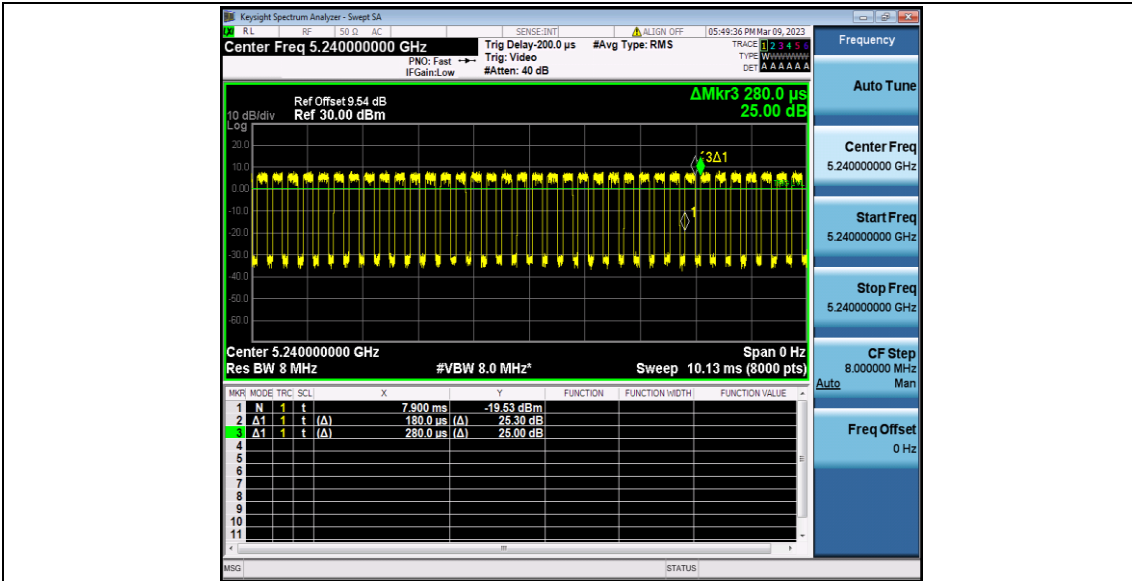 Keysight Spectrum Analyzer - Swept SA
RL RF 50 Ω AC SENSE:INT ALIGN OFF 05:49:36 PM Mar 09, 2023
Center Freq 5.240000000 GHz
Trig Delay-200.0 µs #Avg Type: RMS
TRACE 1 2 3 4 5 6
PNO: Fast Trig: Video
TYPE WWWWWW
IFGain:Low #Atten: 40 dB
DET A A A A A A
ΔMkr3 280.0 µs
25.00 dB
Ref Offset 9.54 dB
10 dB/div Ref 30.00 dBm
Log
20.0
10.0
0.00
-10.0
-20.0
-30.0
-40.0
-50.0
-60.0
3Δ1
1
Center 5.240000000 GHz Span 0 Hz
Res BW 8 MHz #VBW 8.0 MHz* Sweep 10.13 ms (8000 pts)
MKR MODE TRC SCL X Y FUNCTION FUNCTION WIDTH FUNCTION VALUE
1 N 1 t 7.900 ms -19.53 dBm
2 Δ1 1 t (Δ) 180.0 µs (Δ) 25.30 dB
3 Δ1 1 t (Δ) 280.0 µs (Δ) 25.00 dB
4
5
6
7
8
9
10
11
MSG STATUS
Frequency
Auto Tune
Center Freq
5.240000000 GHz
Start Freq
5.240000000 GHz
Stop Freq
5.240000000 GHz
CF Step
8.000000 MHz
Auto Man
Freq Offset
0 Hz